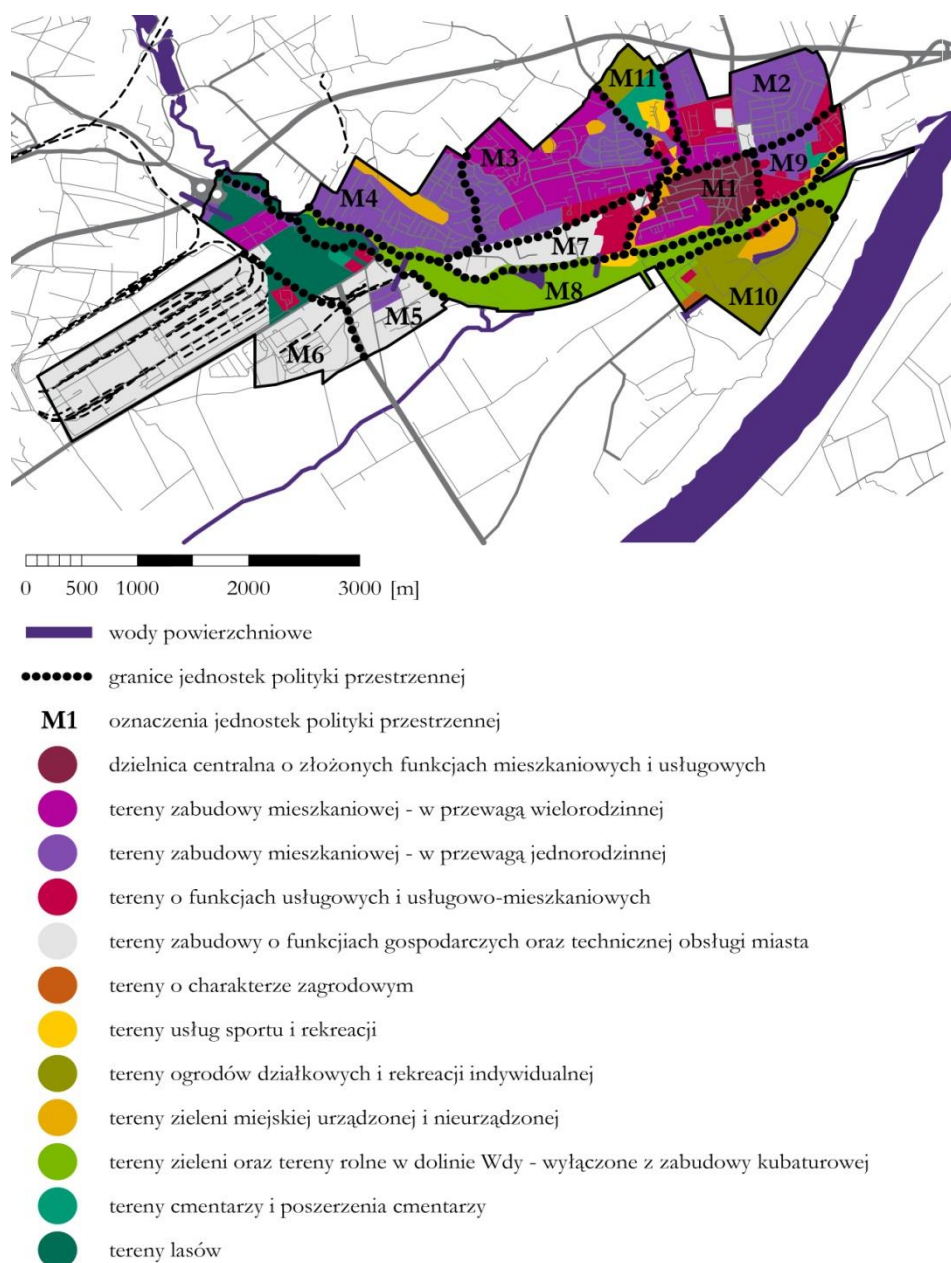 M11
M2
M3
M9
M4
M1
M7
M8
M10
M5
M6
0 500 1000 2000 3000 [m]
wody powierzchniowe
granice jednostek polityki przestrzennej
M1 oznaczenia jednostek polityki przestrzennej
dzielnica centralna o złożonych funkcjach mieszkaniowych i usługowych
tereny zabudowy mieszkaniowej - w przewagą wielorodzinnej
tereny zabudowy mieszkaniowej - w przewagą jednorodzinnej
tereny o funkcjach usługowych i usługowo-mieszkaniowych
tereny zabudowy o funkcjiach gospodarczych oraz technicznej obsługi miasta
tereny o charakterze zagrodowym
tereny usług sportu i rekreacji
tereny ogrodów działkowych i rekreacji indywidualnej
tereny zieleni miejskiej urządzonej i nieurządzonej
tereny zieleni oraz tereny rolne w dolinie Wdy - wyłączone z zabudowy kubaturowej
tereny cmentarzy i poszerzenia cmentarzy
tereny lasów